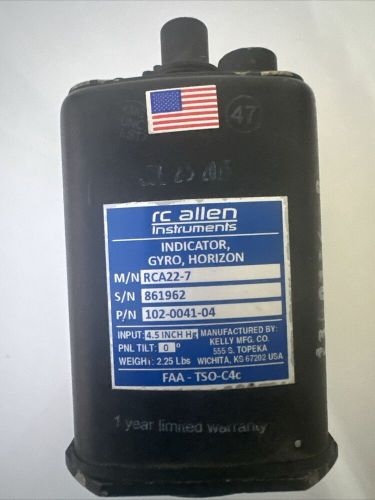 47
rc allen
instruments
INDICATOR,
GYRO, HORIZON
M/N RCA22-7
S/N 861962
P/N 102-0041-04
INPUT: 4.5 INCH Hg MANUFACTURED BY:
KELLY MFG. CO.
PNL TILT: 0 º 555 S. TOPEKA
WEIGHT: 2.25 Lbs WICHITA, KS 67202 USA
FAA - TSO-C4c
1 year limited warranty